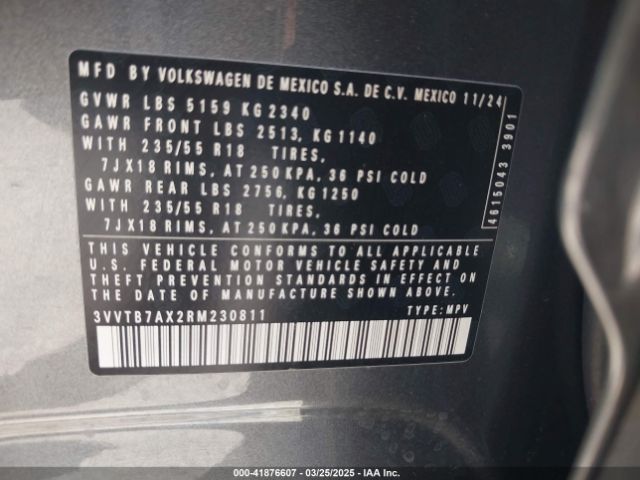 MFD BY VOLKSWAGEN DE MEXICO S.A. DE C.V. MEXICO 11/24
GVWR LBS 5159 KG 2340
GAWR FRONT LBS 2513, KG 1140
WITH 235/55 R18 TIRES,
7JX18 RIMS, AT 250 KPA, 36 PSI COLD
GAWR REAR LBS 2756, KG 1250
WITH 235/55 R18 TIRES,
7JX18 RIMS, AT 250 KPA, 36 PSI COLD
4615043 3901
THIS VEHICLE CONFORMS TO ALL APPLICABLE
U.S. FEDERAL MOTOR VEHICLE SAFETY AND
THEFT PREVENTION STANDARDS IN EFFECT ON
THE DATE OF MANUFACTURE SHOWN ABOVE.
3VVTB7AX2RM230811 TYPE: MPV
000-41876607 - 03/25/2025 - IAA Inc.